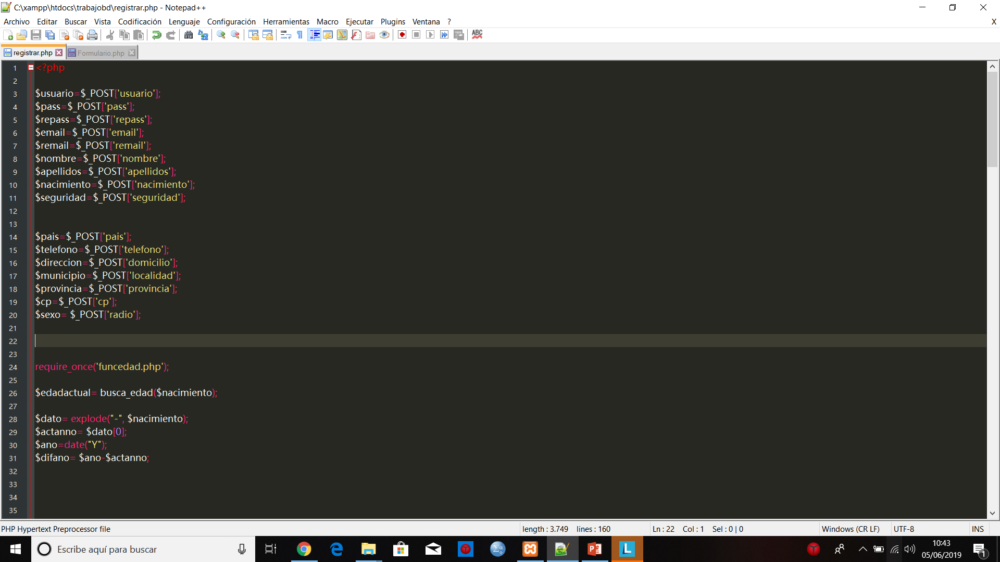 C:\xampp\htdocs\trabajobd\registrar.php - Notepad++
Archivo Editar Buscar Vista Codificación Lenguaje Configuración Herramientas Macro Ejecutar Plugins Ventana ? X
ABC
registrar.php Formulario.php
1 <?php
2
3 $usuario=$_POST['usuario'];
4 $pass=$_POST['pass'];
5 $repass=$_POST['repass'];
6 $email=$_POST['email'];
7 $remail=$_POST['remail'];
8 $nombre=$_POST['nombre'];
9 $apellidos=$_POST['apellidos'];
10 $nacimiento=$_POST['nacimiento'];
11 $seguridad=$_POST['seguridad'];
12
13
14 $pais=$_POST['pais'];
15 $telefono=$_POST['telefono'];
16 $direccion=$_POST['domicilio'];
17 $municipio=$_POST['localidad'];
18 $provincia=$_POST['provincia'];
19 $cp=$_POST['cp'];
20 $sexo= $_POST['radio'];
21
22
23
24 require_once('funcedad.php');
25
26 $edadactual= busca_edad($nacimiento);
27
28 $dato= explode("-", $nacimiento);
29 $actanno= $dato[0];
30 $ano=date("Y");
31 $difano= $ano-$actanno;
32
33
34
35
PHP Hypertext Preprocessor file length : 3.749 lines : 160 Ln : 22 Col : 1 Sel : 0 | 0 Windows (CR LF) UTF-8 INS
Escribe aquí para buscar
L
10:43
05/06/2019
1